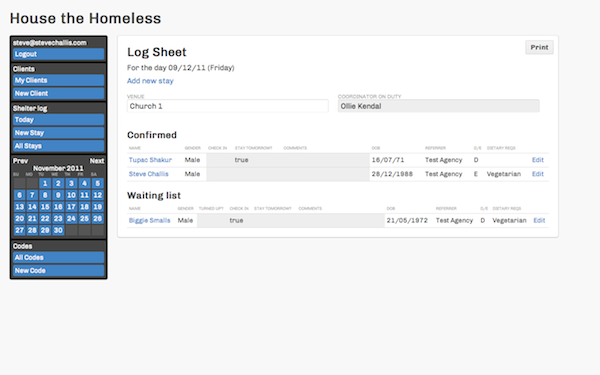 House the Homeless
steve@stevechallis.com
Logout
Clients
My Clients
New Client
Shelter log
Today
New Stay
All Stays
Prev Next
November 2011
SU MO TU WE TH FR SA
1 2 3 4 5
6 7 8 9 10 11 12
13 14 15 16 17 18 19
20 21 22 23 24 25 26
27 28 29 30
Codes
All Codes
New Code
Print
Log Sheet
For the day 09/12/11 (Friday)
Add new stay
VENUE COORDINATOR ON DUTY
Church 1 Ollie Kendal
Confirmed
NAME GENDER CHECK IN STAY TOMORROW? COMMENTS DOB REFERRER D/E DIETARY REQS
Tupac Shakur Male true 16/07/71 Test Agency D Edit
Steve Challis Male 28/12/1988 Test Agency E Vegetarian Edit
Waiting list
NAME GENDER TURNED UP? CHECK IN STAY TOMORROW? COMMENTS DOB REFERRER D/E DIETARY REQS
Biggie Smalls Male true 21/05/1972 Test Agency D Vegetarian Edit